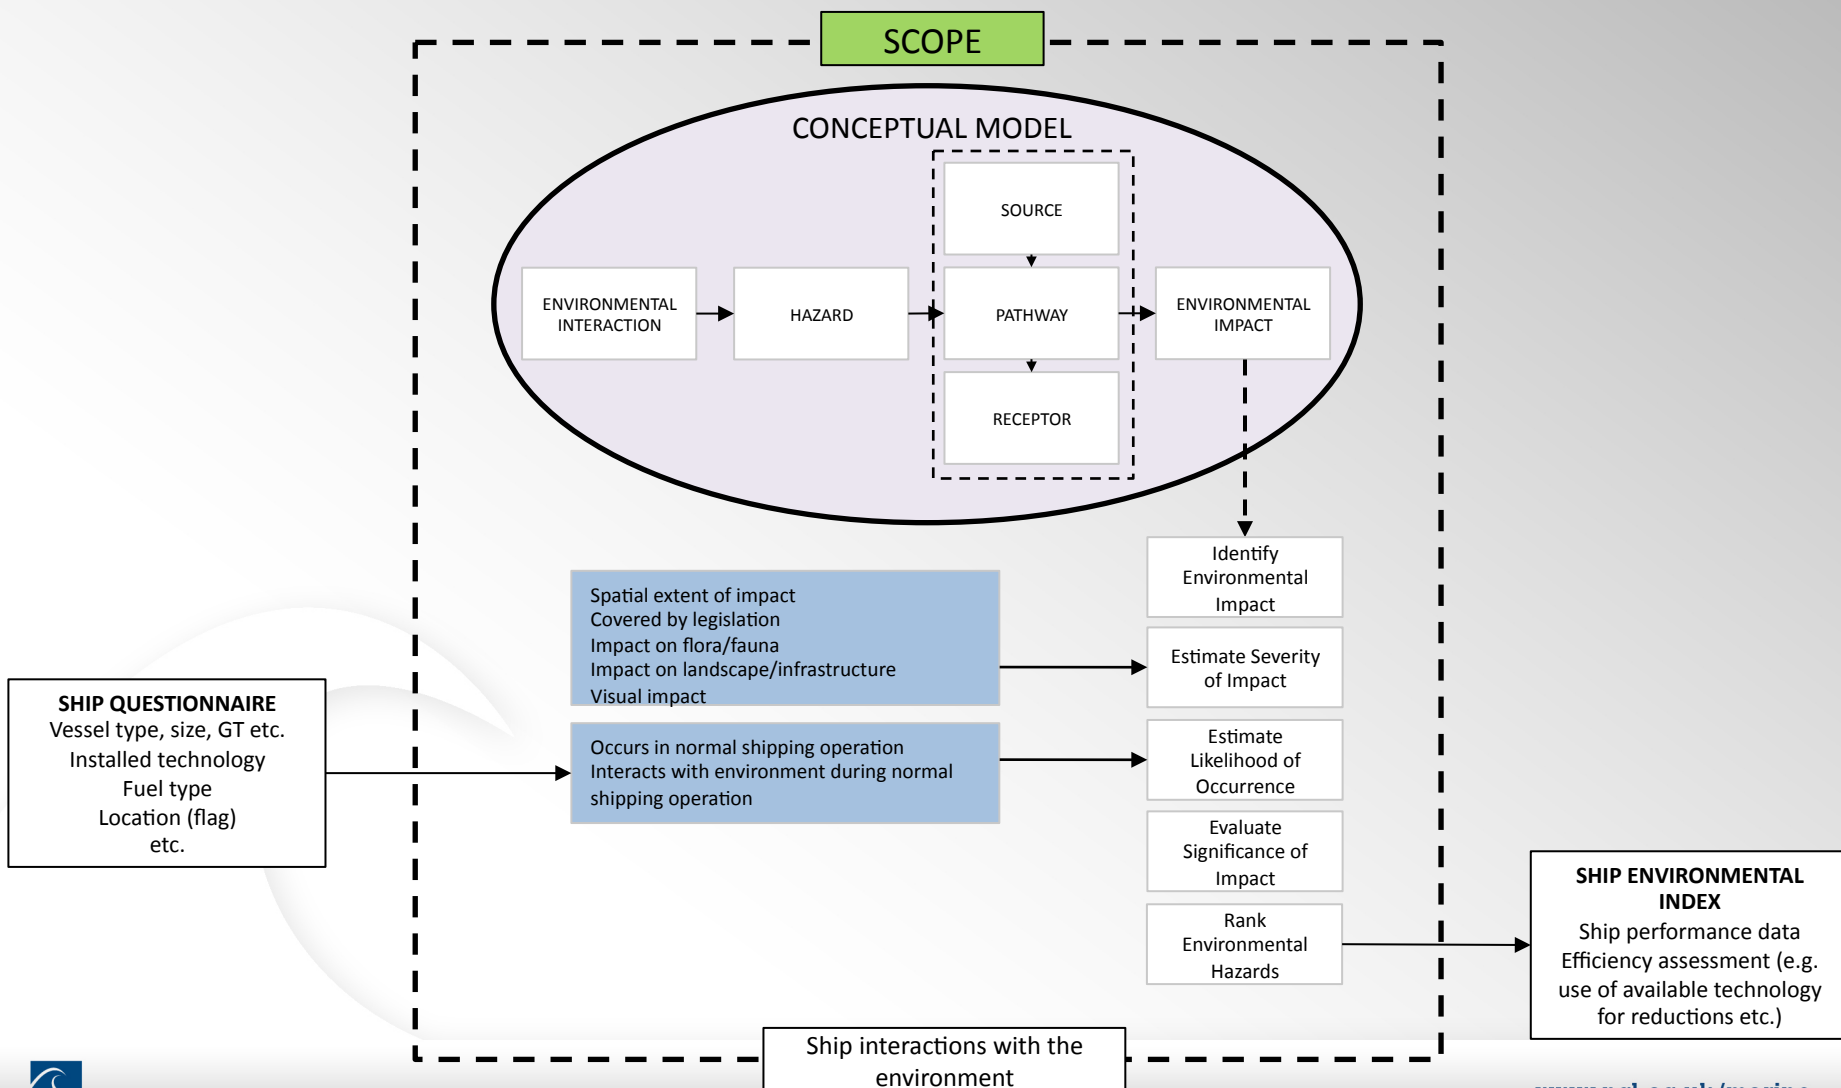 SCOPE
CONCEPTUAL MODEL
SOURCE
ENVIRONMENTAL
INTERACTION
HAZARD
PATHWAY
ENVIRONMENTAL
IMPACT
RECEPTOR
Identify
Environmental
Impact
Spatial extent of impact
Covered by legislation
Impact on flora/fauna
Impact on landscape/infrastructure
Visual impact
Estimate Severity
of Impact
SHIP QUESTIONNAIRE
Vessel type, size, GT etc.
Installed technology
Fuel type
Location (flag)
etc.
Occurs in normal shipping operation
Interacts with environment during normal
shipping operation
Estimate
Likelihood of
Occurrence
Evaluate
Significance of
Impact
Rank
Environmental
Hazards
SHIP ENVIRONMENTAL
INDEX
Ship performance data
Efficiency assessment (e.g.
use of available technology
for reductions etc.)
Ship interactions with the
environment